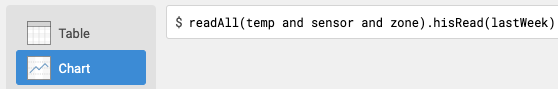 Table
Chart
$ readAll(temp and sensor and zone).hisRead(lastWeek)